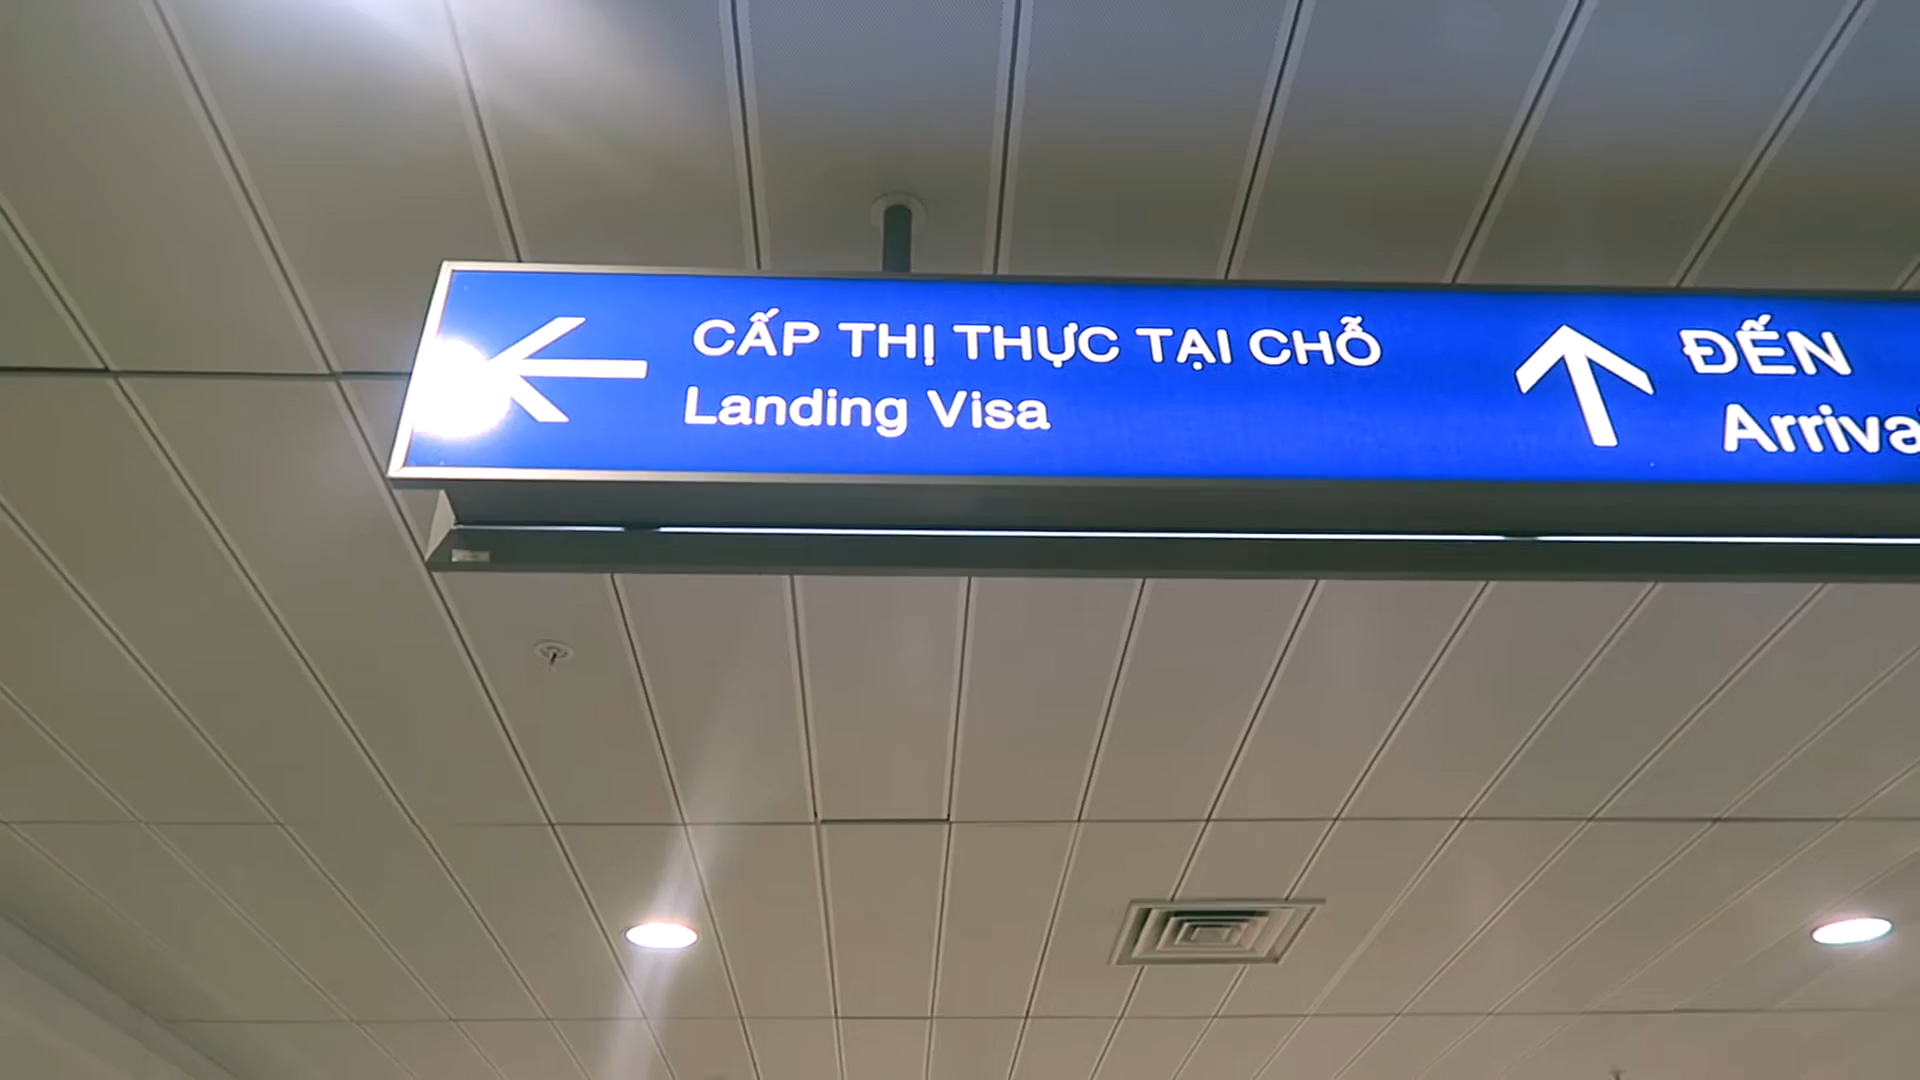 CẤP THỊ THỰC TẠI CHỖ
Landing Visa
ĐẾN